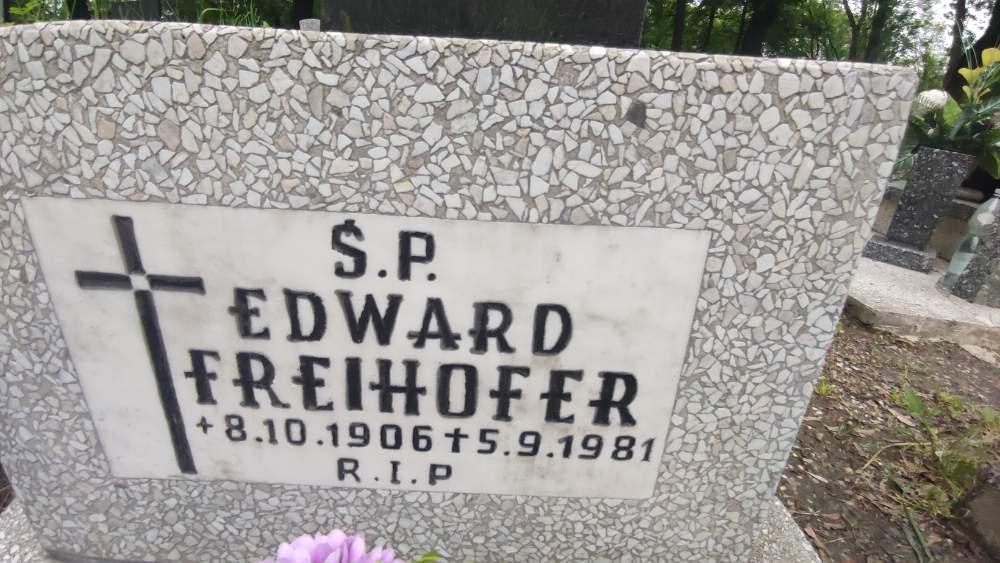 Ś.P.
EDWARD
FREIHOFER
+8.10.1906✝5.9.1981
R.I.P